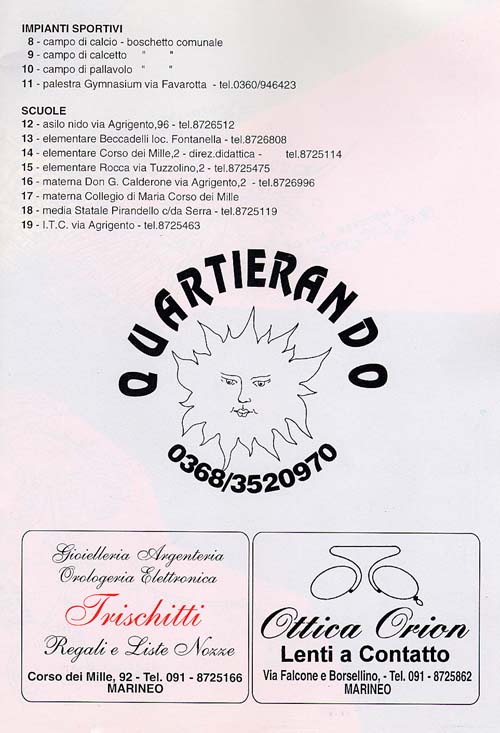 IMPIANTI SPORTIVI
8 - campo di calcio - boschetto comunale
9 - campo di calcetto " "
10 - campo di pallavolo " "
11 - palestra Gymnasium via Favarotta - tel.0360/946423
SCUOLE
12 - asilo nido via Agrigento,96 - tel.8726512
13 - elementare Beccadelli loc. Fontanella - tel.8726808
14 - elementare Corso dei Mille,2 - direz.didattica - tel.8725114
15 - elementare Rocca via Tuzzolino,2 - tel.8725475
16 - materna Don G. Calderone via Agrigento,2 - tel.8726996
17 - materna Collegio di Maria Corso dei Mille
18 - media Statale Pirandello c/da Serra - tel.8725119
19 - I.T.C. via Agrigento - tel.8725463
QUARTIERANDO
0368/3520970
Gioielleria Argenteria
Orologeria Elettronica
Trischitti
Regali e Liste Nozze
Corso dei Mille, 92 - Tel. 091 - 8725166
MARINEO
Ottica Orion
Lenti a Contatto
Via Falcone e Borsellino, - Tel. 091 - 8725862
MARINEO